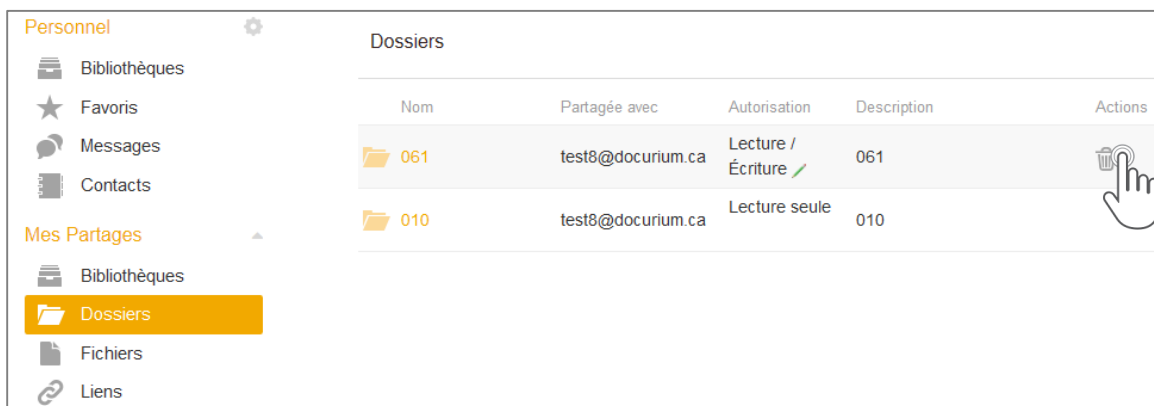 Personnel
Bibliothèques
Favoris
Messages
Contacts
Mes Partages
Bibliothèques
Dossiers
Fichiers
Liens
Dossiers
Nom Partagée avec Autorisation Description Actions
061 test8@docurium.ca Lecture / 061
Écriture
010 test8@docurium.ca Lecture seule 010